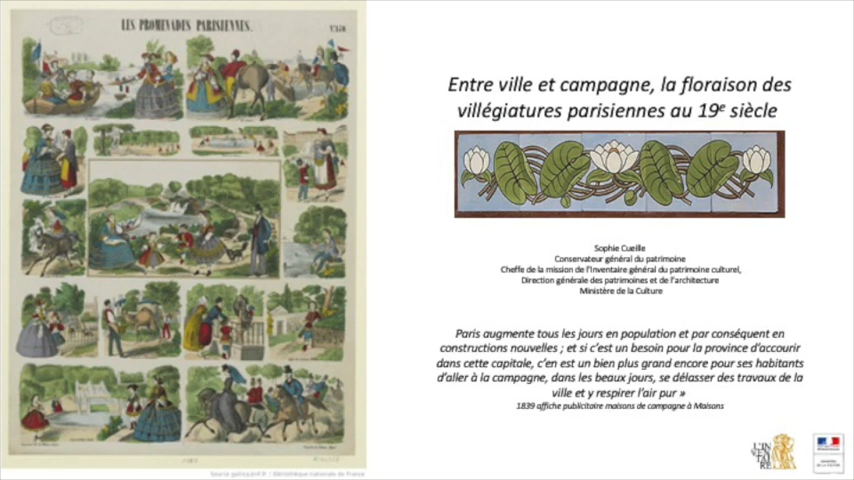 LES PROMENADES PARISIENNES.
Source gallica.bnf.fr / Bibliothèque nationale de France
Entre ville et campagne, la floraison des
villégiatures parisiennes au 19e siècle
Sophie Cueille
Conservateur général du patrimoine
Cheffe de la mission de l'Inventaire général du patrimoine culturel,
Direction générale des patrimoines et de l'architecture
Ministère de la Culture
Paris augmente tous les jours en population et par conséquent en
constructions nouvelles ; et si c'est un besoin pour la province d'accourir
dans cette capitale, c'en est un bien plus grand encore pour ses habitants
d'aller à la campagne, dans les beaux jours, se délasser des travaux de la
ville et y respirer l'air pur »
1839 affiche publicitaire maisons de campagne à Maisons
L'IN
VEN
TAI
RE